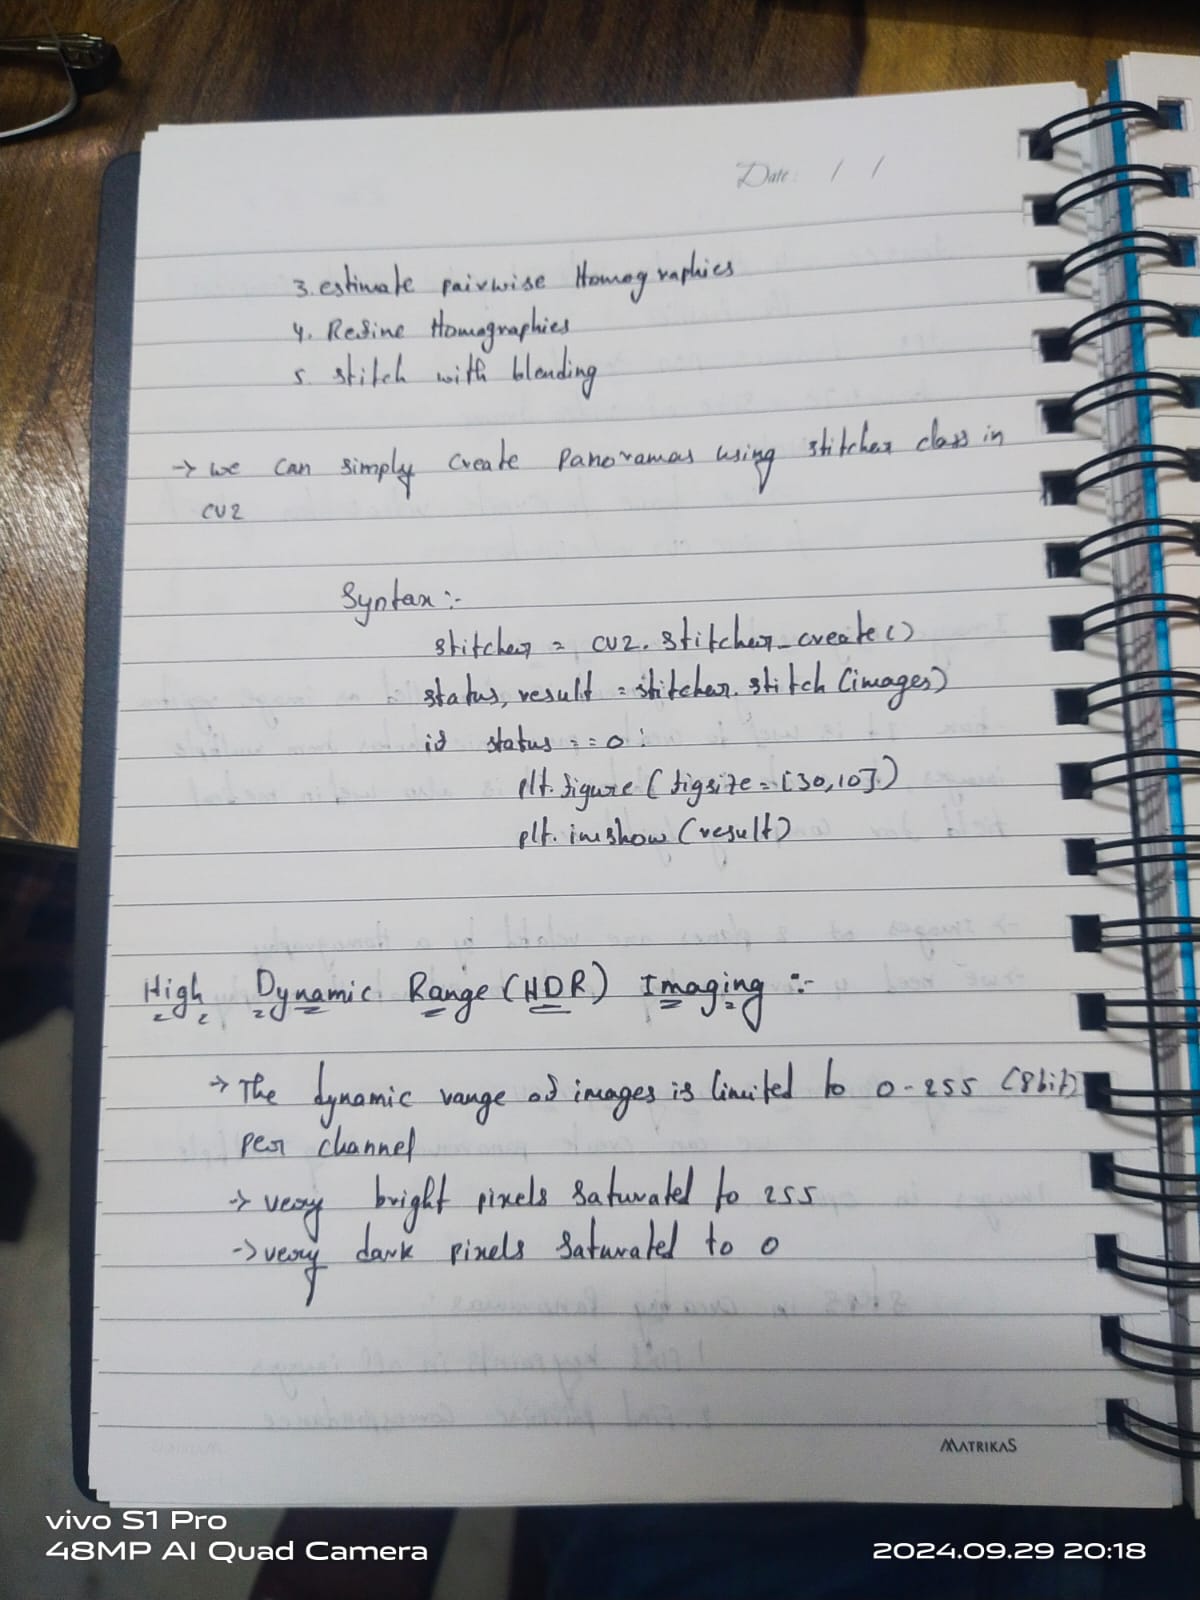 Date: / /
3. estimate pairwise Homographies
4. Refine Homographies
5. stitch with blending
→ we can simply create panoramas using stitcher class in
cv2
Syntax :-
stitcher = cv2. stitcher_create()
status, result = stitcher. stitch (images)
if status == 0 :
plt. figure ( figsize = [30,10] )
plt. imshow (result)
High Dynamic Range (HDR) Imaging :-
→ The dynamic range of images is limited to 0-255 (8bit)
per channel
→ very bright pixels saturated to 255
→ very dark pixels saturated to 0
MATRIKAS
vivo S1 Pro
48MP AI Quad Camera
2024.09.29 20:18